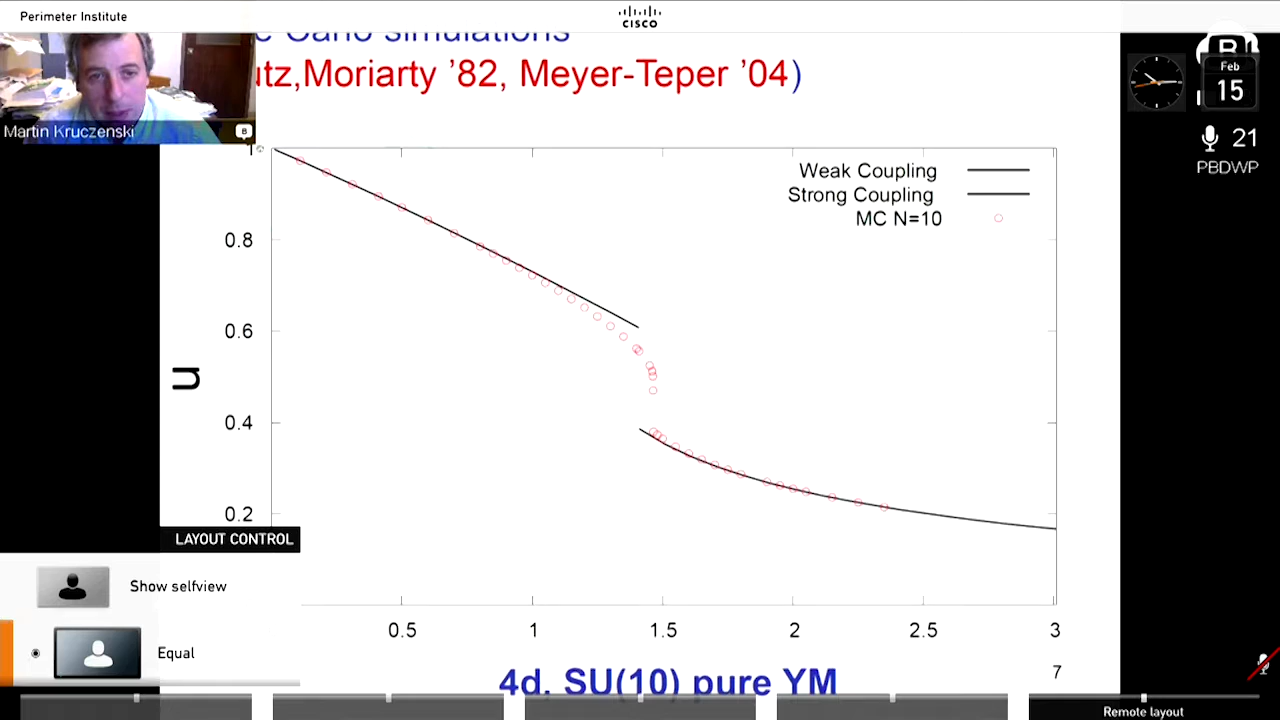 Perimeter Institute
CISCO
Carlo simulations
utz,Moriarty '82, Meyer-Teper '04)
Feb
15
Martin Kruczenski
21
PBDWP
Weak Coupling
Strong Coupling
MC N=10
0.8
0.6
u
0.4
0.2
LAYOUT CONTROL
Show selfview
Equal
0.5
1
1.5
2
2.5
3
7
4d, SU(10) pure YM
Remote layout